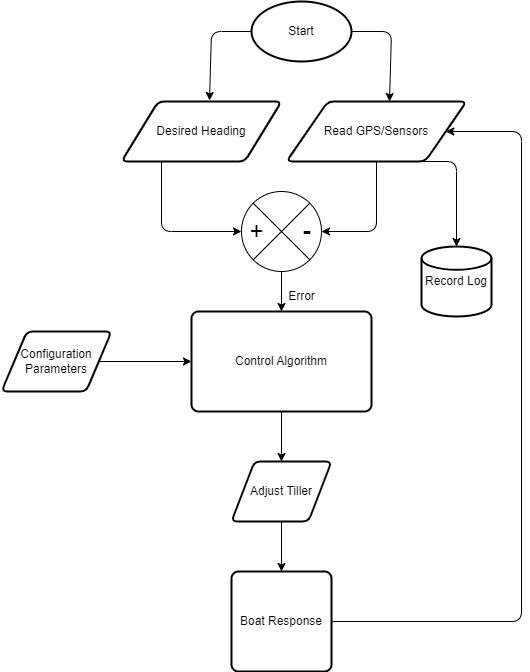 Start
Desired Heading
Read GPS/Sensors
+
-
Record Log
Error
Configuration
Parameters
Control Algorithm
Adjust Tiller
Boat Response